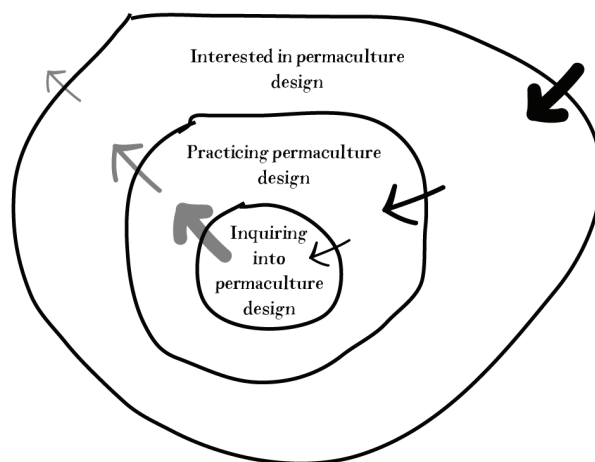 Interested in permaculture
design
Practicing permaculture
design
Inquiring
into
permaculture
design